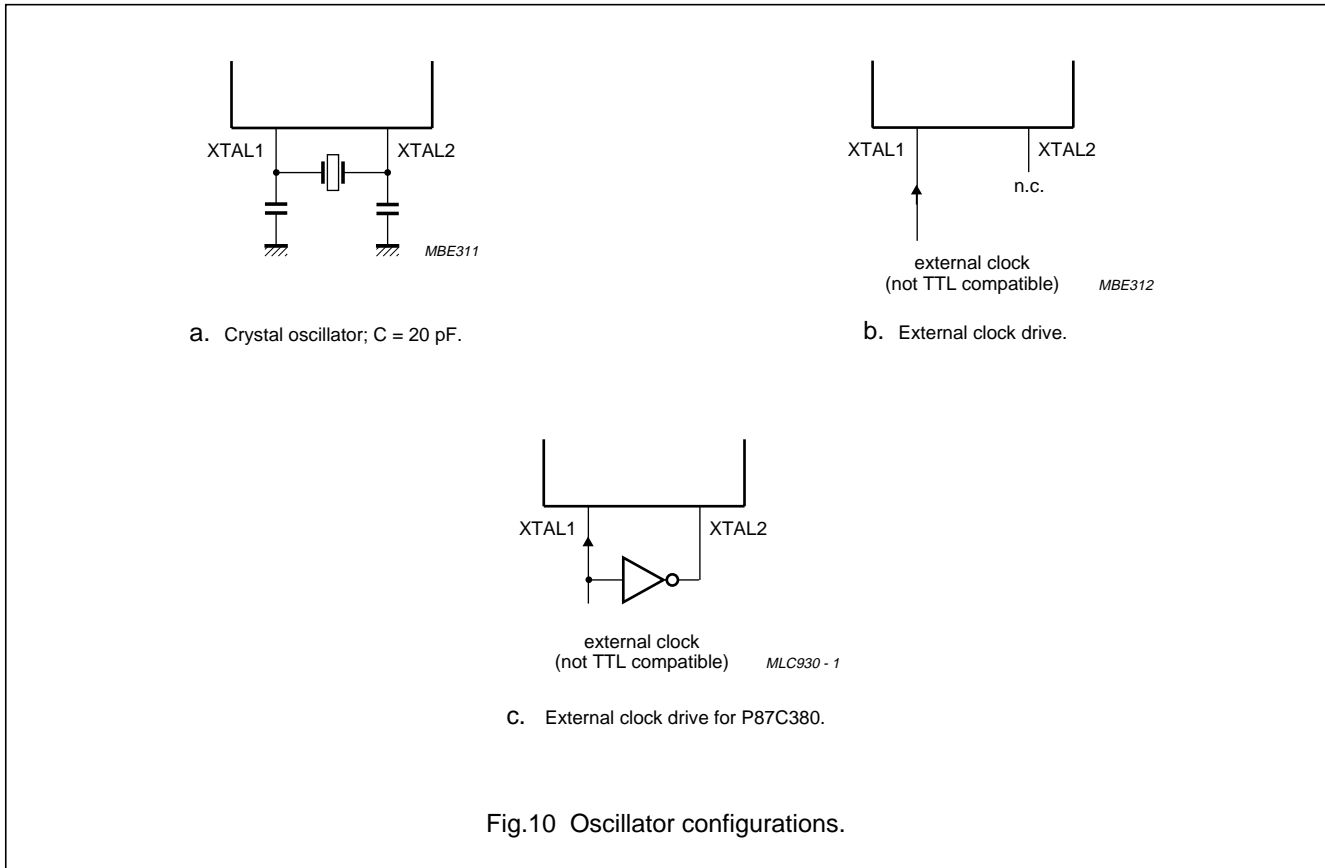 XTAL1 XTAL2
MBE311
a. Crystal oscillator; C = 20 pF.
XTAL1 XTAL2
n.c.
external clock
(not TTL compatible) MBE312
b. External clock drive.
XTAL1 XTAL2
external clock
(not TTL compatible) MLC930 - 1
c. External clock drive for P87C380.
Fig.10 Oscillator configurations.